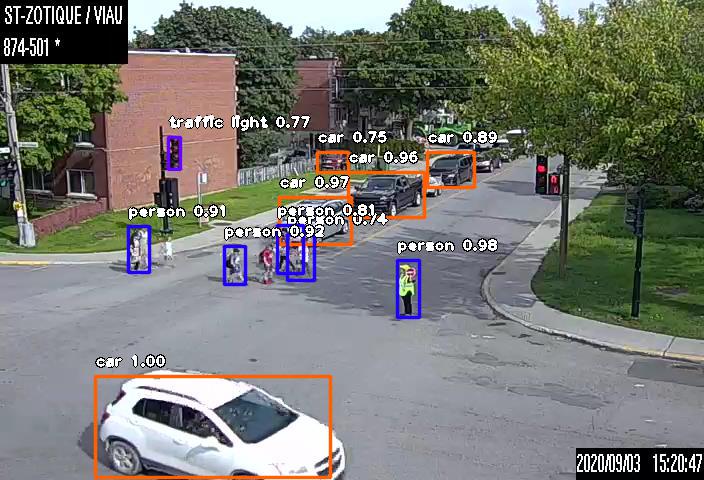 ST-ZOTIQUE / VIAU
874-501 *
traffic light 0.77
car 0.75
car 0.89
car 0.96
car 0.97
person 0.91
person 0.81
person 0.74
person 0.92
person 0.98
car 1.00
2020/09/03 15:20:47